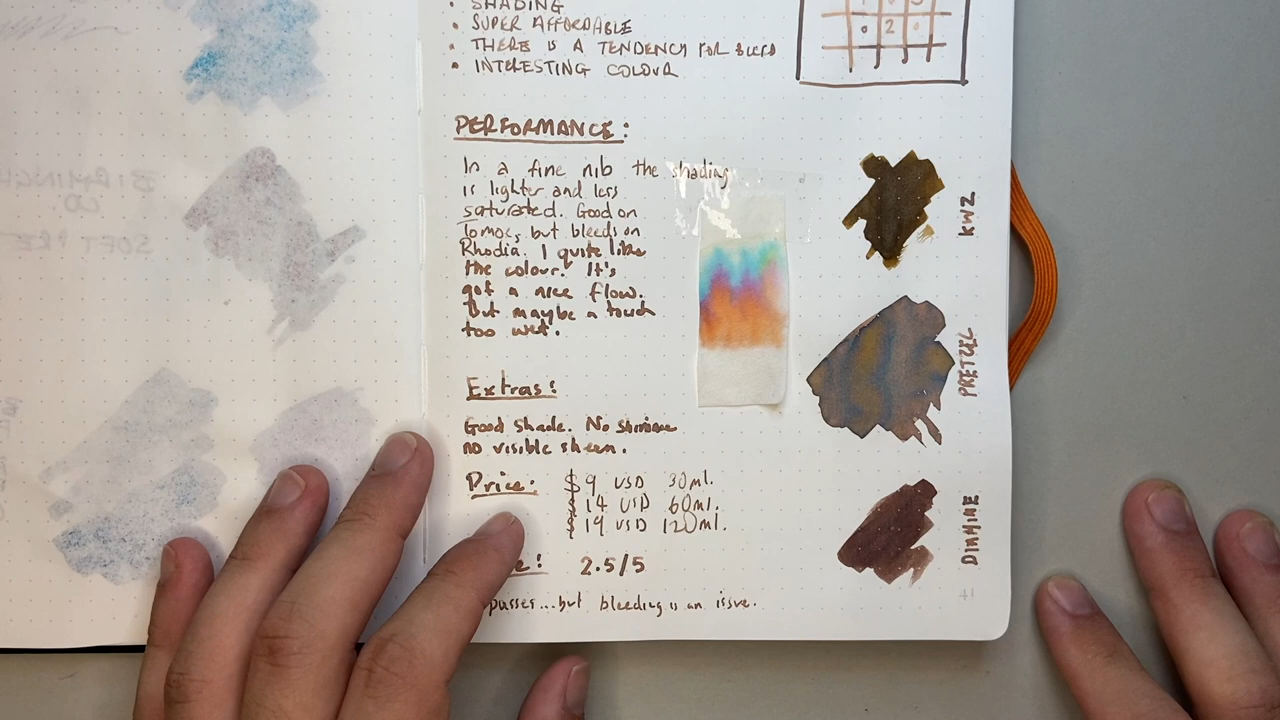 • SHADING
• SUPER AFFORDABLE
• THERE IS A TENDENCY FOR BLEED
• INTERESTING COLOUR
PERFORMANCE:
In a fine nib the shading
is lighter and less
saturated. Good on
Tomoe, but bleeds on
Rhodia. I quite like
the colour. It's
got a nice flow.
But maybe a touch
too wet.
Extras:
Good shade. No
no visible sheen.
Price: $9 USD 30ml.
14 USD 60ml.
19 USD 120ml.
2.5/5
passes...but bleeding is an issue.
KWZ
PRETZEL
DIAMINE
41